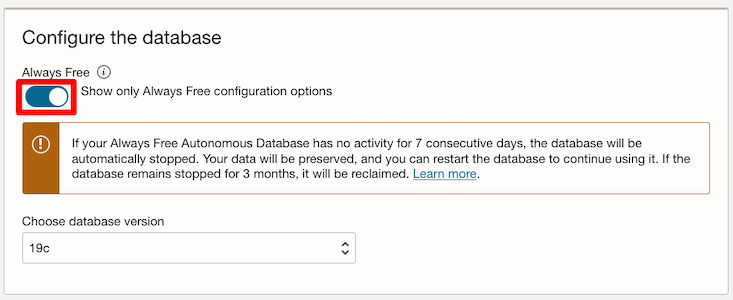 Configure the database
Always Free
Show only Always Free configuration options
If your Always Free Autonomous Database has no activity for 7 consecutive days, the database will be
automatically stopped. Your data will be preserved, and you can restart the database to continue using it. If the
database remains stopped for 3 months, it will be reclaimed. Learn more.
Choose database version
19c